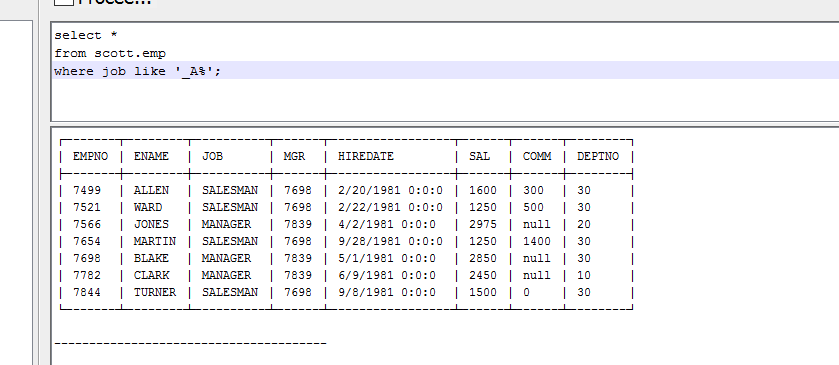 select *
from scott.emp
where job like '_A%';
EMPNO | ENAME | JOB | MGR | HIREDATE | SAL | COMM | DEPTNO
7499 | ALLEN | SALESMAN | 7698 | 2/20/1981 0:0:0 | 1600 | 300 | 30
7521 | WARD | SALESMAN | 7698 | 2/22/1981 0:0:0 | 1250 | 500 | 30
7566 | JONES | MANAGER | 7839 | 4/2/1981 0:0:0 | 2975 | null | 20
7654 | MARTIN | SALESMAN | 7698 | 9/28/1981 0:0:0 | 1250 | 1400 | 30
7698 | BLAKE | MANAGER | 7839 | 5/1/1981 0:0:0 | 2850 | null | 30
7782 | CLARK | MANAGER | 7839 | 6/9/1981 0:0:0 | 2450 | null | 10
7844 | TURNER | SALESMAN | 7698 | 9/8/1981 0:0:0 | 1500 | 0 | 30